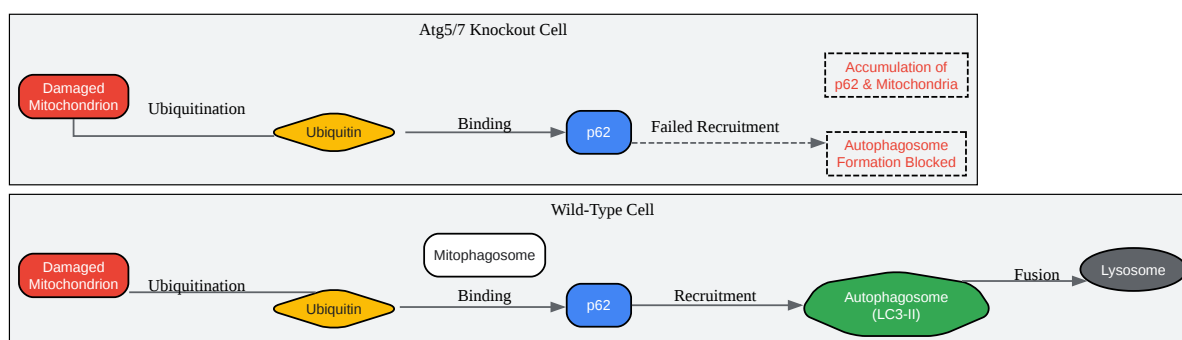 Atg5/7 Knockout Cell
Damaged
Mitochondrion
Ubiquitination
Ubiquitin
Binding
p62
Failed Recruitment
Accumulation of
p62 & Mitochondria
Autophagosome
Formation Blocked
Wild-Type Cell
Damaged
Mitochondrion
Ubiquitination
Ubiquitin
Mitophagosome
Binding
p62
Recruitment
Autophagosome
(LC3-II)
Fusion
Lysosome